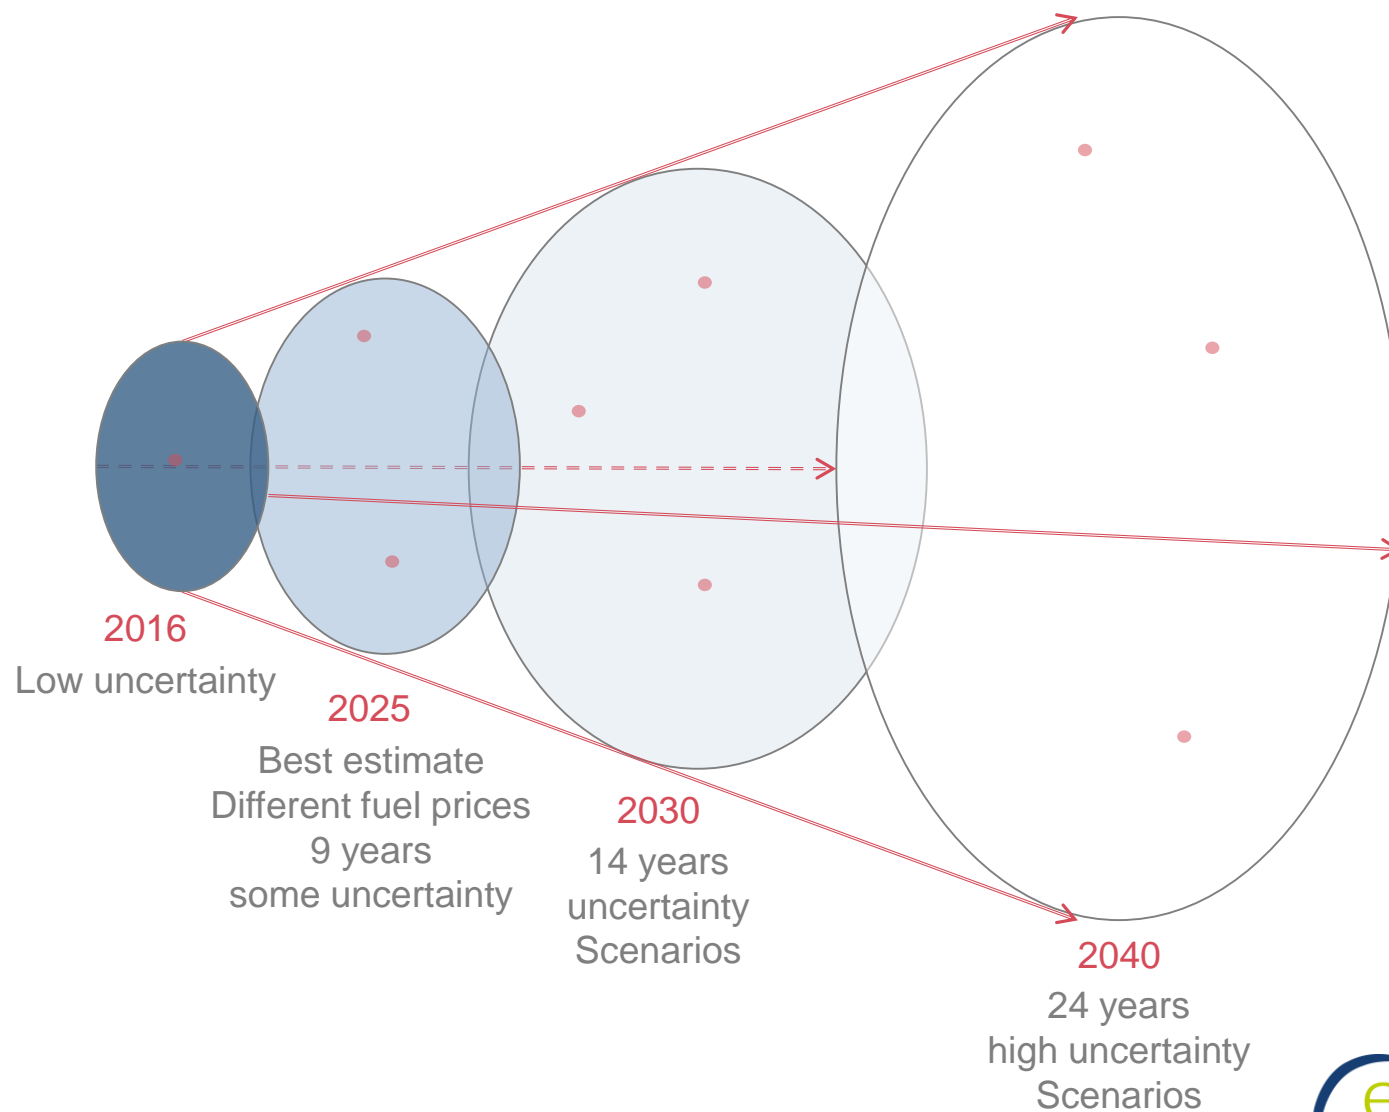 2016
Low uncertainty
2025
Best estimate
Different fuel prices
9 years
some uncertainty
2030
14 years
uncertainty
Scenarios
2040
24 years
high uncertainty
Scenarios
e